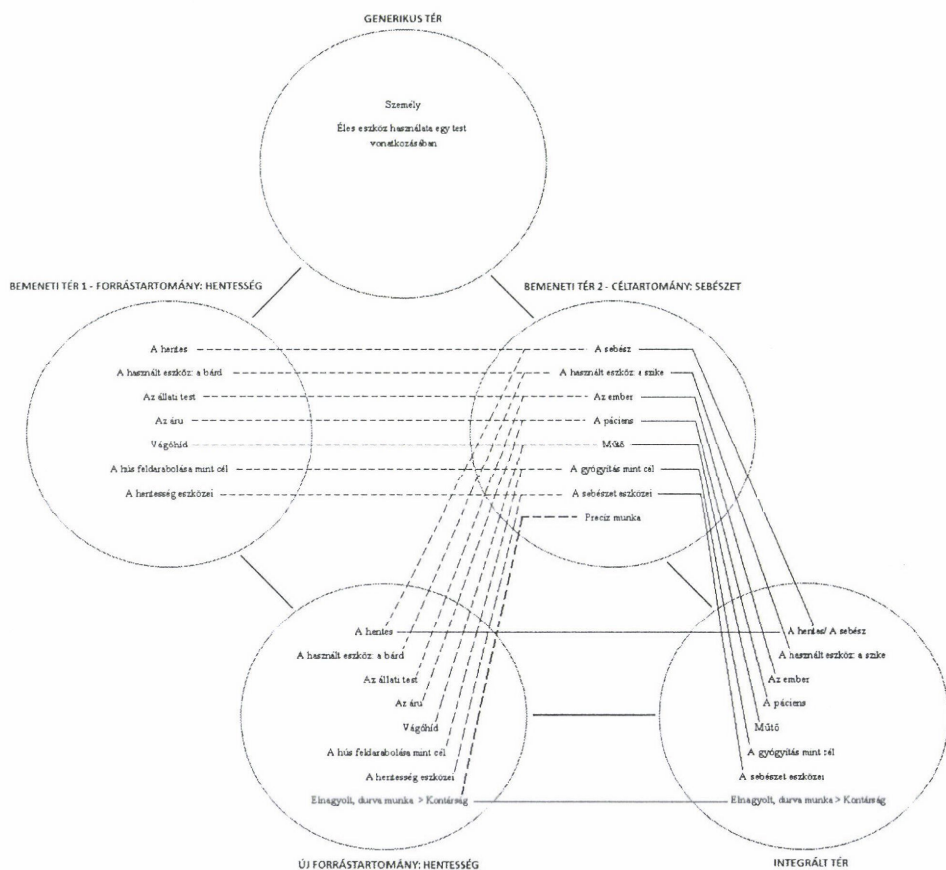 GENERIKUS TÉR
Személy
Éles eszköz használata egy test
vonatkozásában
BEMENETI TÉR 1 - FORRÁSTARTOMÁNY: HENTESSÉG
BEMENETI TÉR 2 - CÉLTARTOMÁNY: SEBÉSZET
A hentes
A használt eszköz: a bárd
Az állati test
Az áru
Vágóhíd
A hús feldarabolása mint cél
A hentesség eszközei
A sebész
A használt eszköz: a szike
Az ember
A páciens
Műtő
A gyógyítás mint cél
A sebészet eszközei
Precíz munka
A hentes
A használt eszköz: a bárd
Az állati test
Az áru
Vágóhíd
A hús feldarabolása mint cél
A hentesség eszközei
Elnagyolt, durva munka > Kontárság
A hentes/ A sebész
A használt eszköz: a szike
Az ember
A páciens
Műtő
A gyógyítás mint cél
A sebészet eszközei
Elnagyolt, durva munka > Kontárság
ÚJ FORRÁSTARTOMÁNY: HENTESSÉG
INTEGRÁLT TÉR